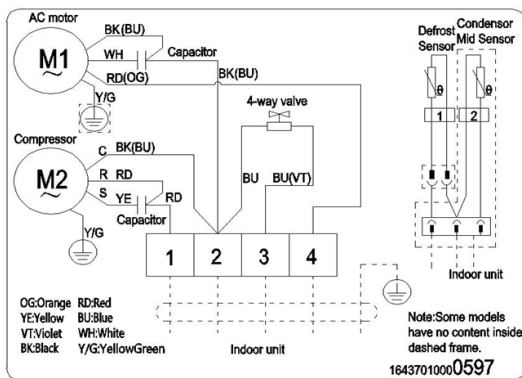 AC motor
M1
~
BK(BU)
WH
Capacitor
RD(OG)
BK(BU)
Y/G
4-way valve
Compressor
M2
~
C
BK(BU)
R
RD
S
YE
RD
Capacitor
Y/G
BU
BU(VT)
1
2
3
4
Defrost
Sensor
Condensor
Mid Sensor
θ
θ
1
2
Indoor unit
OG:Orange RD:Red
YE:Yellow BU:Blue
VT:Violet WH:White
BK:Black Y/G:YellowGreen
Indoor unit
Note:Some models
have no content inside
dashed frame.
16437010000597